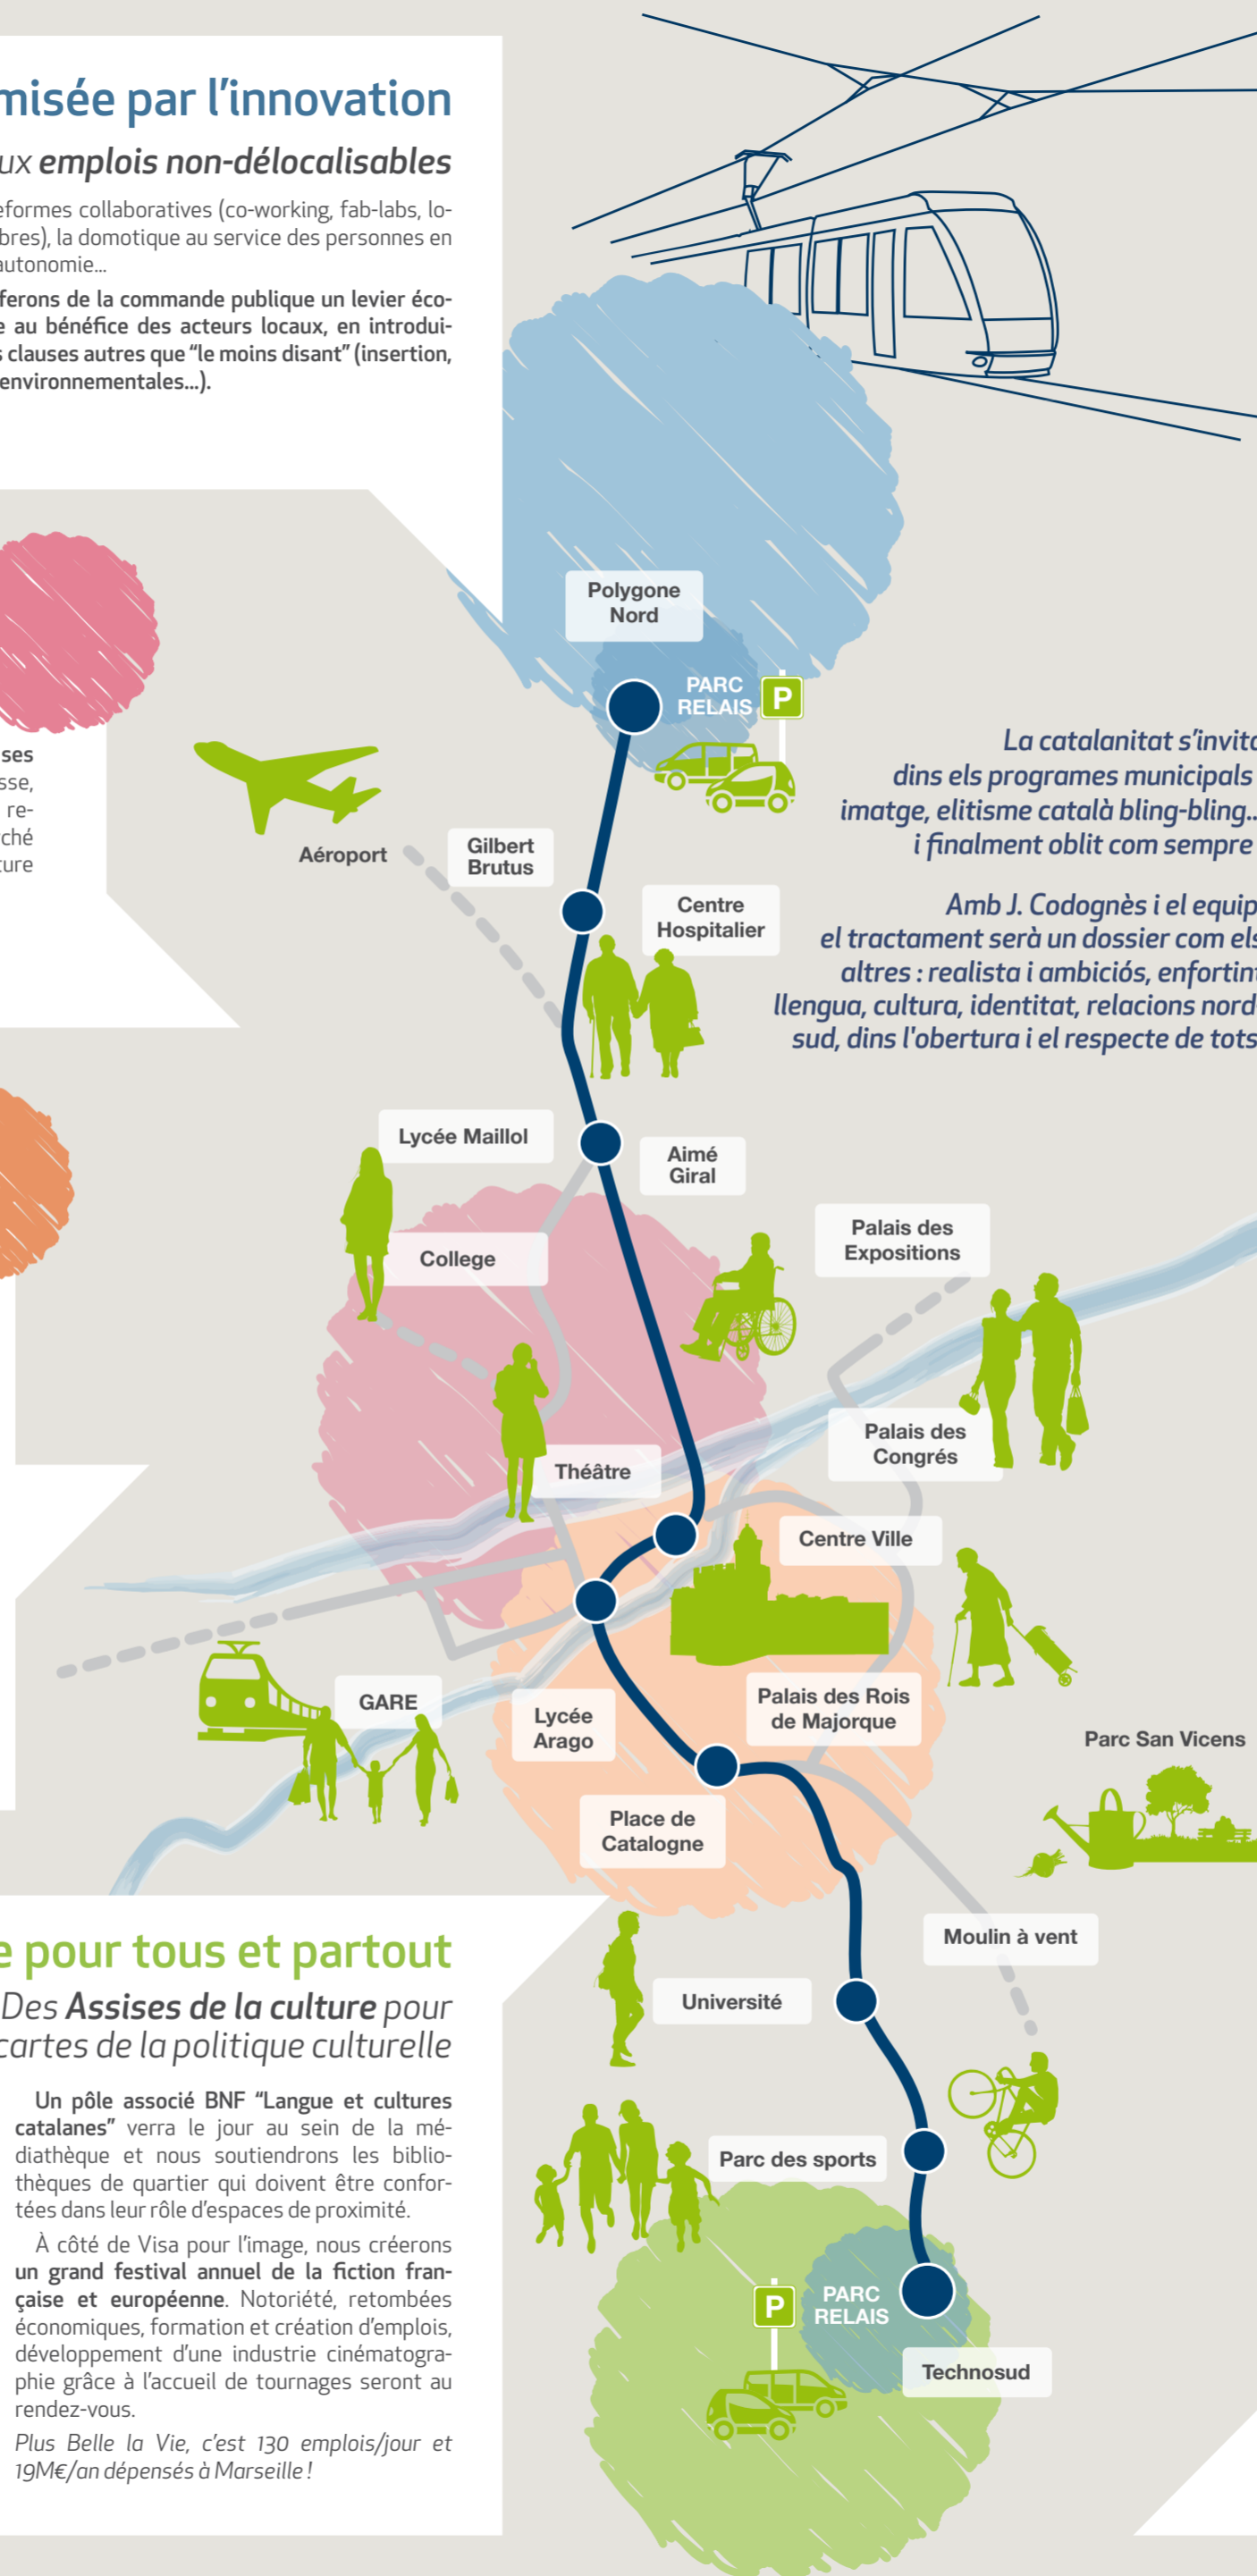 misée par l’innovation
ux emplois non-délocalisables
eformes collaboratives (co-working, fab-labs, lo-
bres), la domotique au service des personnes en
autonomie...
ferons de la commande publique un levier éco-
e au bénéfice des acteurs locaux, en introdui-
s clauses autres que “le moins disant” (insertion,
environnementales...).
Polygone
Nord
PARC
RELAIS
P
ses
sse,
re-
ché
ture
Aéroport
Gilbert
Brutus
Centre
Hospitalier
La catalanitat s’invita
dins els programes municipals
imatge, elitisme català bling-bling...
i finalment oblit com sempre
Amb J. Codognès i el equip
el tractament serà un dossier com els
altres : realista i ambiciós, enfortint
llengua, cultura, identitat, relacions nord
sud, dins l'obertura i el respecte de tots
Lycée Maillol
Aimé
Giral
College
Palais des
Expositions
Palais des
Congrés
Théâtre
Centre Ville
GARE
Lycée
Arago
Palais des Rois
de Majorque
Parc San Vicens
Place de
Catalogne
Moulin à vent
Université
Parc des sports
P
PARC
RELAIS
Technosud
e pour tous et partout
Des Assises de la culture pour
cartes de la politique culturelle
Un pôle associé BNF “Langue et cultures
catalanes” verra le jour au sein de la mé-
diathèque et nous soutiendrons les biblio-
thèques de quartier qui doivent être confor-
tées dans leur rôle d’espaces de proximité.
À côté de Visa pour l’image, nous créerons
un grand festival annuel de la fiction fran-
çaise et européenne. Notoriété, retombées
économiques, formation et création d’emplois,
développement d’une industrie cinématogra-
phie grâce à l’accueil de tournages seront au
rendez-vous.
Plus Belle la Vie, c’est 130 emplois/jour et
19M€/an dépensés à Marseille !